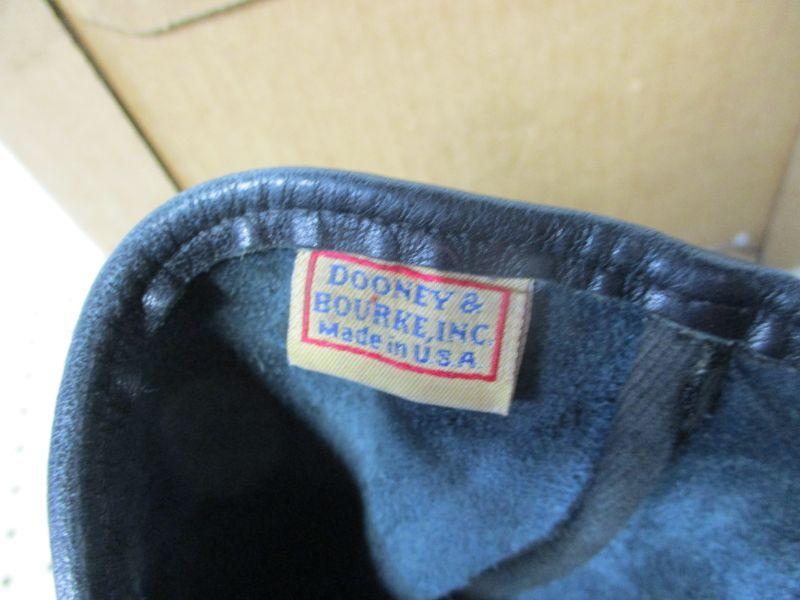 DOONEY &
BOURKE, INC.
Made in U.S.A